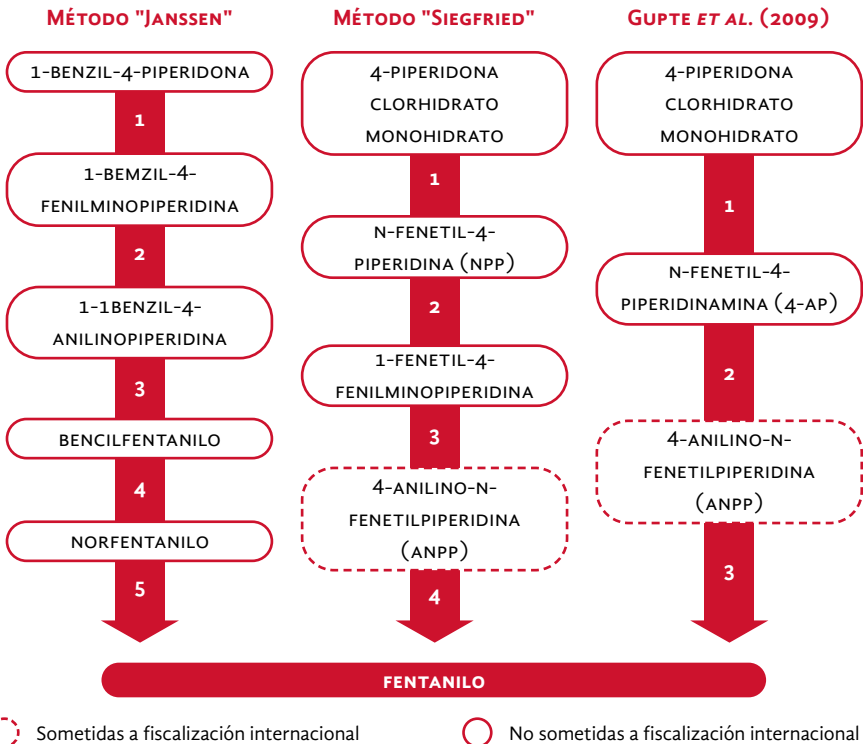 MÉTODO "JANSSEN"
1-BENZIL-4-PIPERIDONA
1
1-BEMZIL-4-
FENILMINOPIPERIDINA
2
1-1BENZIL-4-
ANILINOPIPERIDINA
3
BENCILFENTANILO
4
NORFENTANILO
5
MÉTODO "SIEGFRIED"
4-PIPERIDONA
CLORHIDRATO
MONOHIDRATO
1
N-FENETIL-4-
PIPERIDINA (NPP)
2
1-FENETIL-4-
FENILMINOPIPERIDINA
3
4-ANILINO-N-
FENETILPIPERIDINA
(ANPP)
4
GUPTE ET AL. (2009)
4-PIPERIDONA
CLORHIDRATO
MONOHIDRATO
1
N-FENETIL-4-
PIPERIDINAMINA (4-AP)
2
4-ANILINO-N-
FENETILPIPERIDINA
(ANPP)
3
FENTANILO
Sometidas a fiscalización internacional
No sometidas a fiscalización internacional